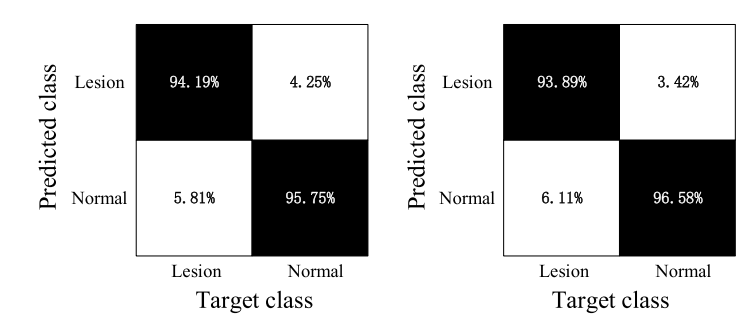 Predicted class
Lesion
94.19%
4.25%
Normal
5.81%
95.75%
Lesion
Normal
Target class
Predicted class
Lesion
93.89%
3.42%
Normal
6.11%
96.58%
Lesion
Normal
Target class